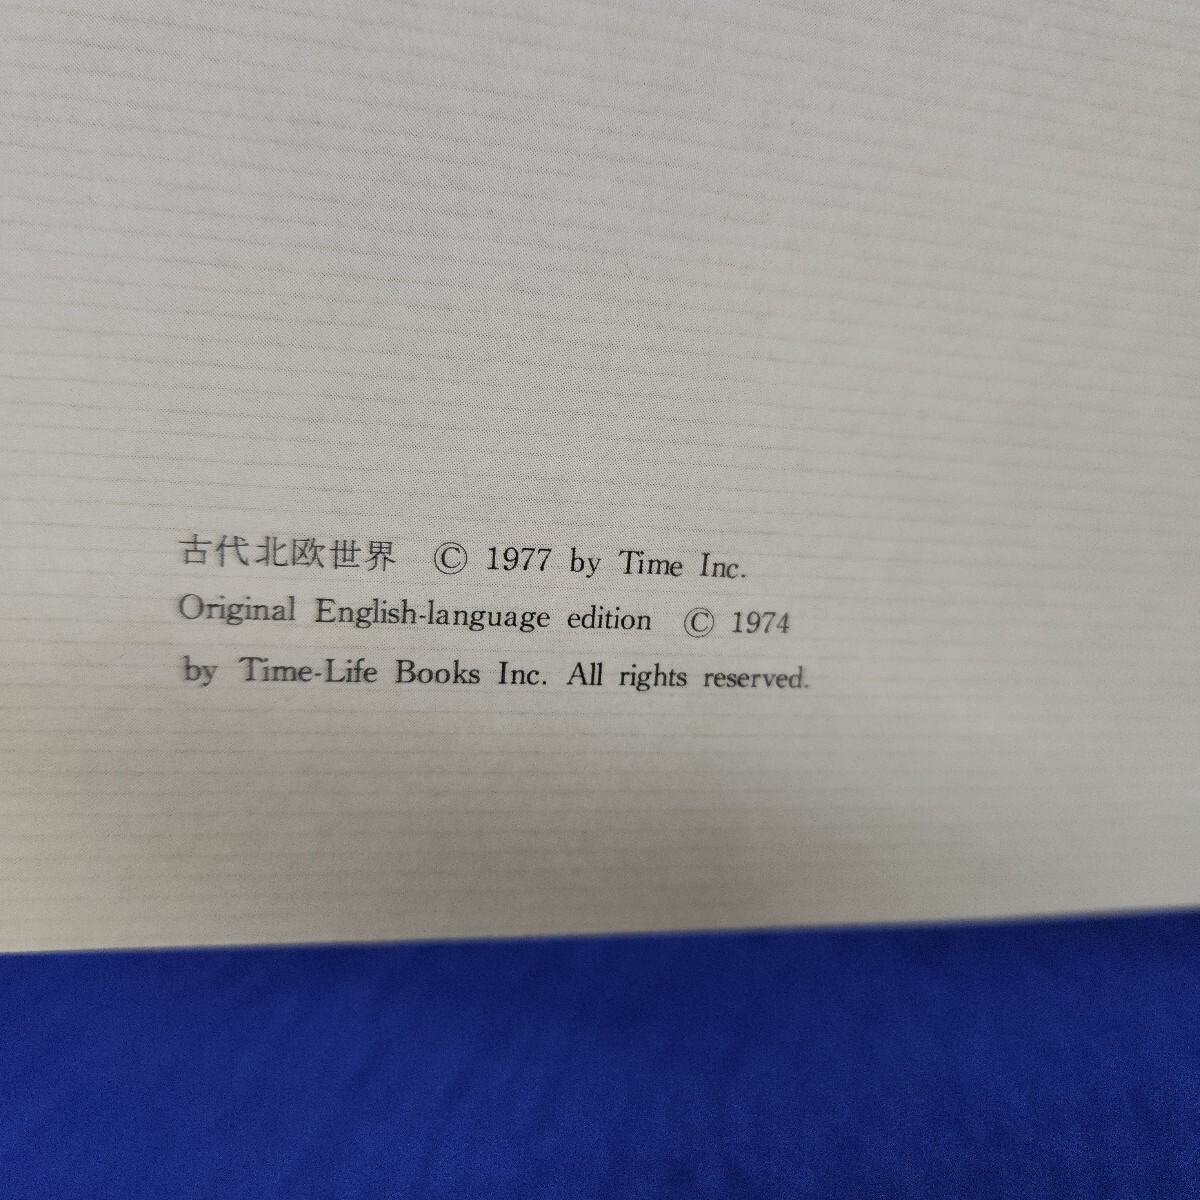 古代北欧世界 © 1977 by Time Inc.
Original English-language edition © 1974
by Time-Life Books Inc. All rights reserved.